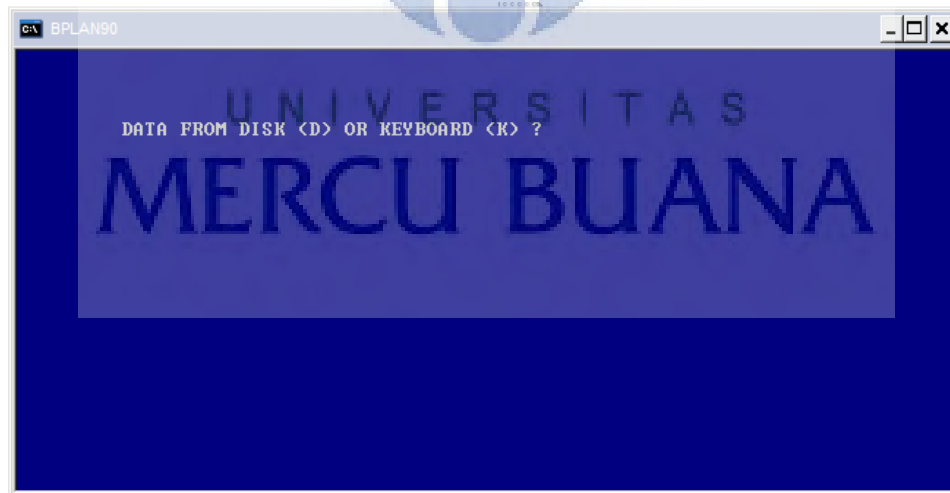 BPLAN90
UNIVERSITAS
DATA FROM DISK (D) OR KEYBOARD (K) ?
MERCU BUANA